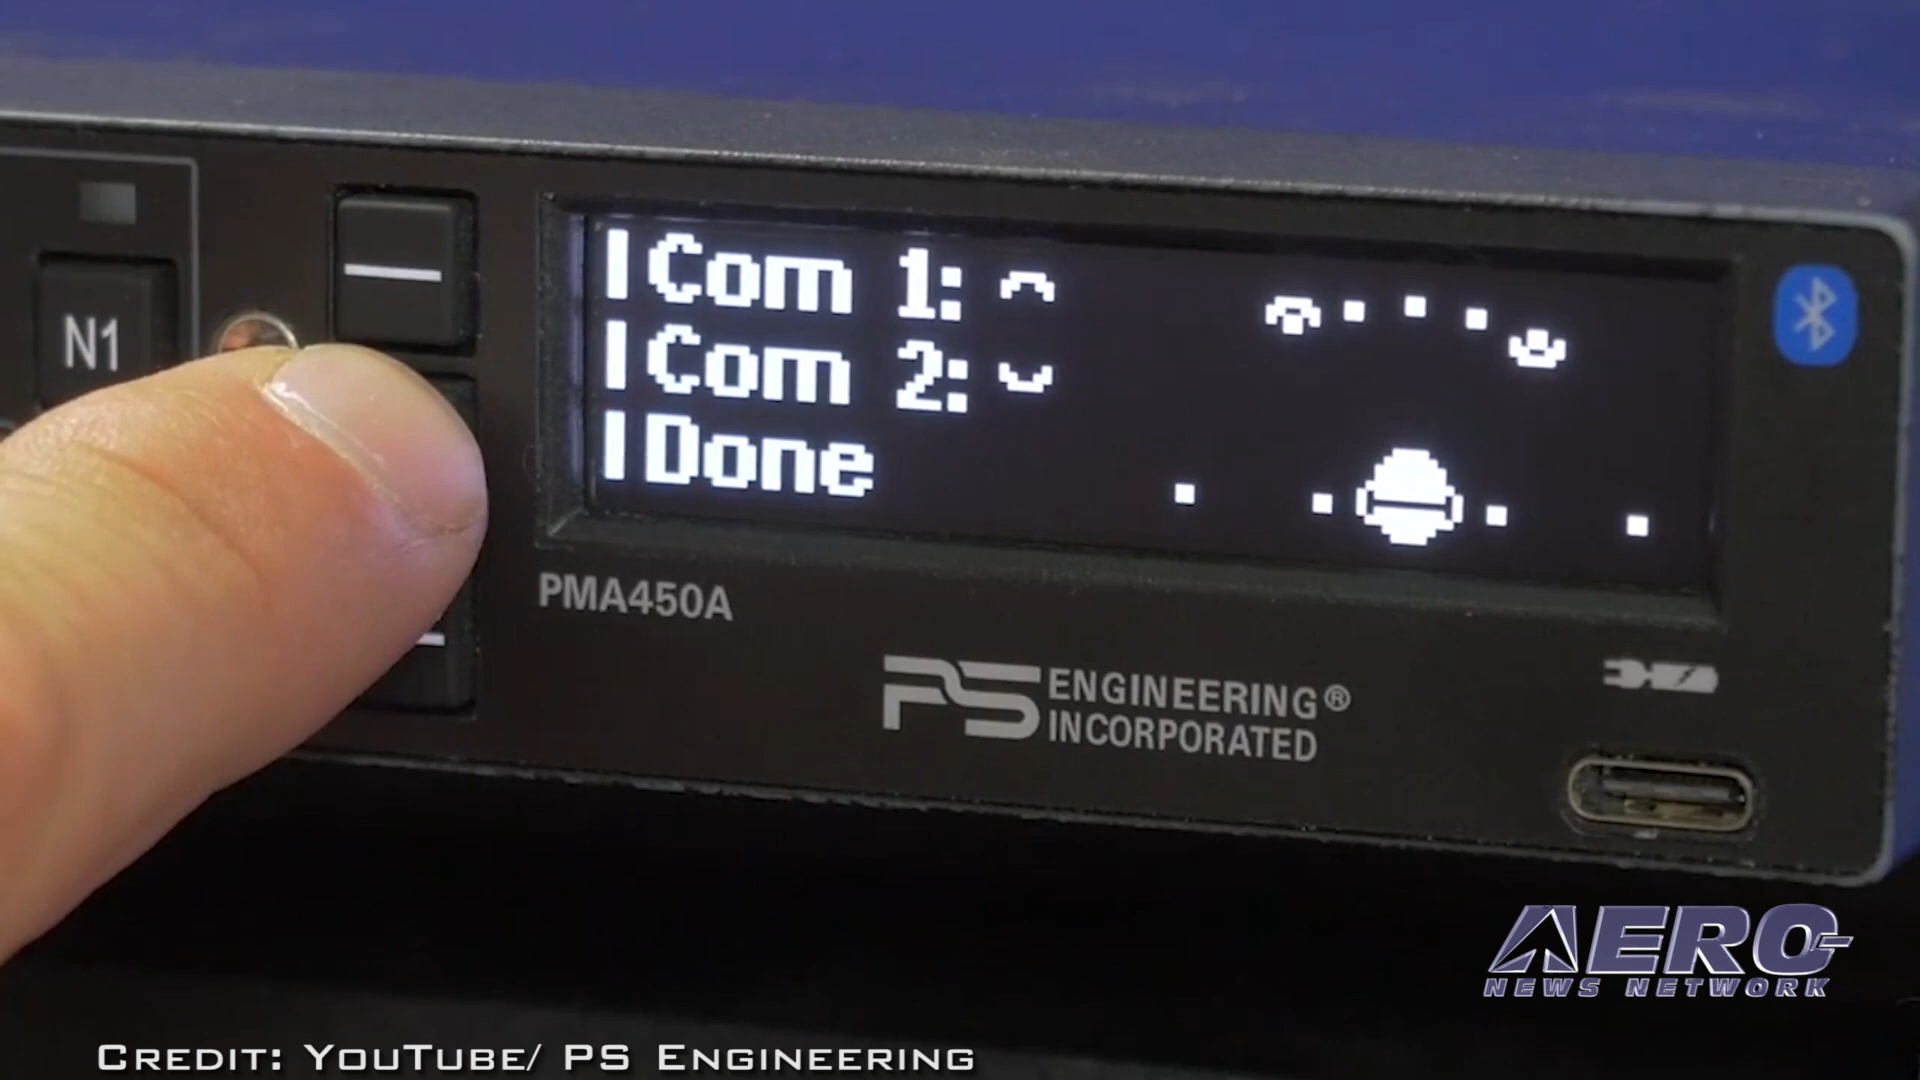 N1
Com 1:
Com 2:
Done
PMA450A
PS ENGINEERING®
INCORPORATED
AERO
NEWS NETWORK
CREDIT: YOUTUBE/ PS ENGINEERING